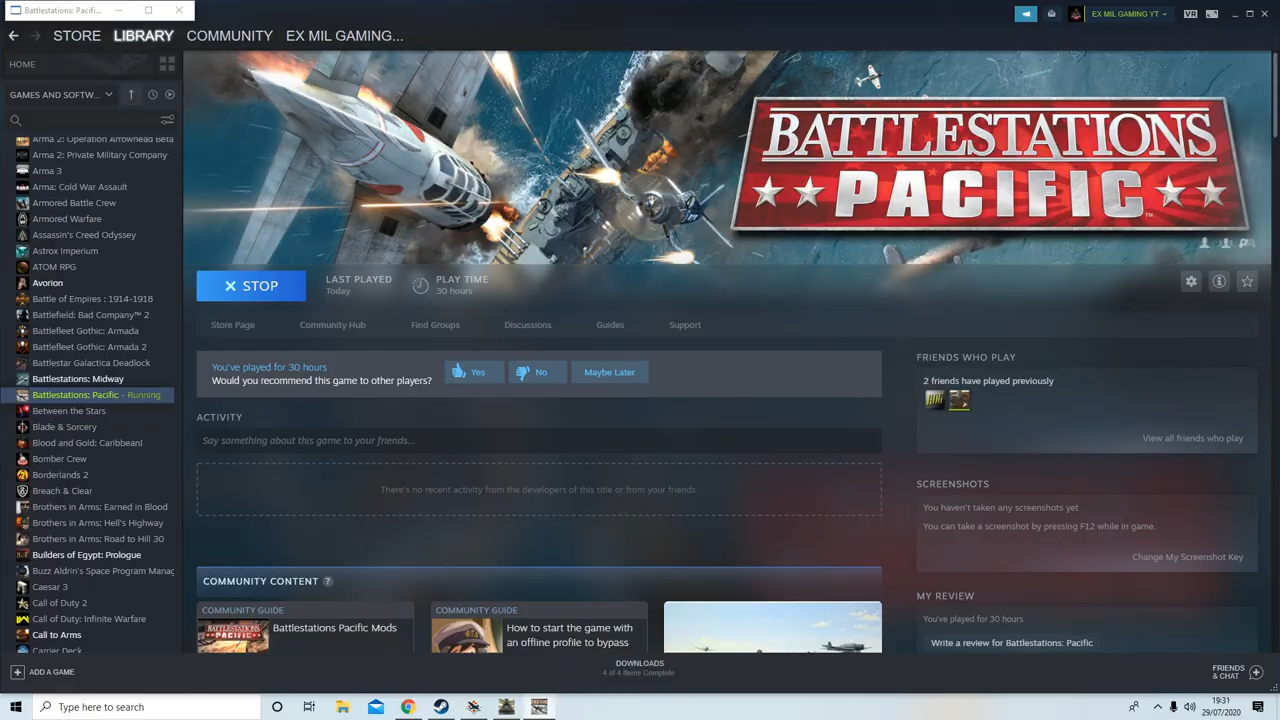 Battlestations: Pacifi...
EX MIL GAMING YT
VR
STORE
LIBRARY
COMMUNITY
EX MIL GAMING...
HOME
GAMES AND SOFTW...
Arma 2: Operation Arrowhead Beta
Arma 2: Private Military Company
Arma 3
Arma: Cold War Assault
Armored Battle Crew
Armored Warfare
Assassin's Creed Odyssey
Astrox Imperium
ATOM RPG
Avorion
Battle of Empires : 1914-1918
Battlefield: Bad Company™ 2
Battlefleet Gothic: Armada
Battlefleet Gothic: Armada 2
Battlestar Galactica Deadlock
Battlestations: Midway
Battlestations: Pacific - Running
Between the Stars
Blade & Sorcery
Blood and Gold: Caribbean!
Bomber Crew
Borderlands 2
Breach & Clear
Brothers in Arms: Earned in Blood
Brothers in Arms: Hell's Highway
Brothers in Arms: Road to Hill 30
Builders of Egypt: Prologue
Buzz Aldrin's Space Program Manag
Caesar 3
Call of Duty 2
Call of Duty: Infinite Warfare
Call to Arms
Carrier Deck
BATTLESTATIONS
PACIFIC™
STOP
LAST PLAYED
Today
PLAY TIME
30 hours
Store Page
Community Hub
Find Groups
Discussions
Guides
Support
You've played for 30 hours
Would you recommend this game to other players?
Yes
No
Maybe Later
ACTIVITY
Say something about this game to your friends...
There's no recent activity from the developers of this title or from your friends.
COMMUNITY CONTENT ?
COMMUNITY GUIDE
BATTLESTATIONS
PACIFIC
Battlestations Pacific Mods
COMMUNITY GUIDE
How to start the game with
an offline profile to bypass
FRIENDS WHO PLAY
2 friends have played previously
View all friends who play
SCREENSHOTS
You haven't taken any screenshots yet
You can take a screenshot by pressing F12 while in game.
Change My Screenshot Key
MY REVIEW
You've played for 30 hours
Write a review for Battlestations: Pacific
ADD A GAME
DOWNLOADS
4 of 4 Items Complete
FRIENDS
& CHAT
Type here to search
19:31
29/07/2020